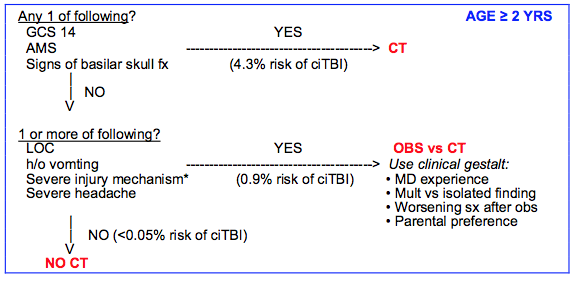 Any 1 of following?
AGE ≥ 2 YRS
GCS 14
YES
AMS
------------------------------------> CT
Signs of basilar skull fx
(4.3% risk of ciTBI)
NO
1 or more of following?
LOC
YES
OBS vs CT
h/o vomting
------------------------------------>
Use clinical gestalt:
Severe injury mechanism*
(0.9% risk of ciTBI)
• MD experience
Severe headache
• Mult vs isolated finding
• Worsening sx after obs
• Parental preference
NO (<0.05% risk of ciTBI)
NO CT